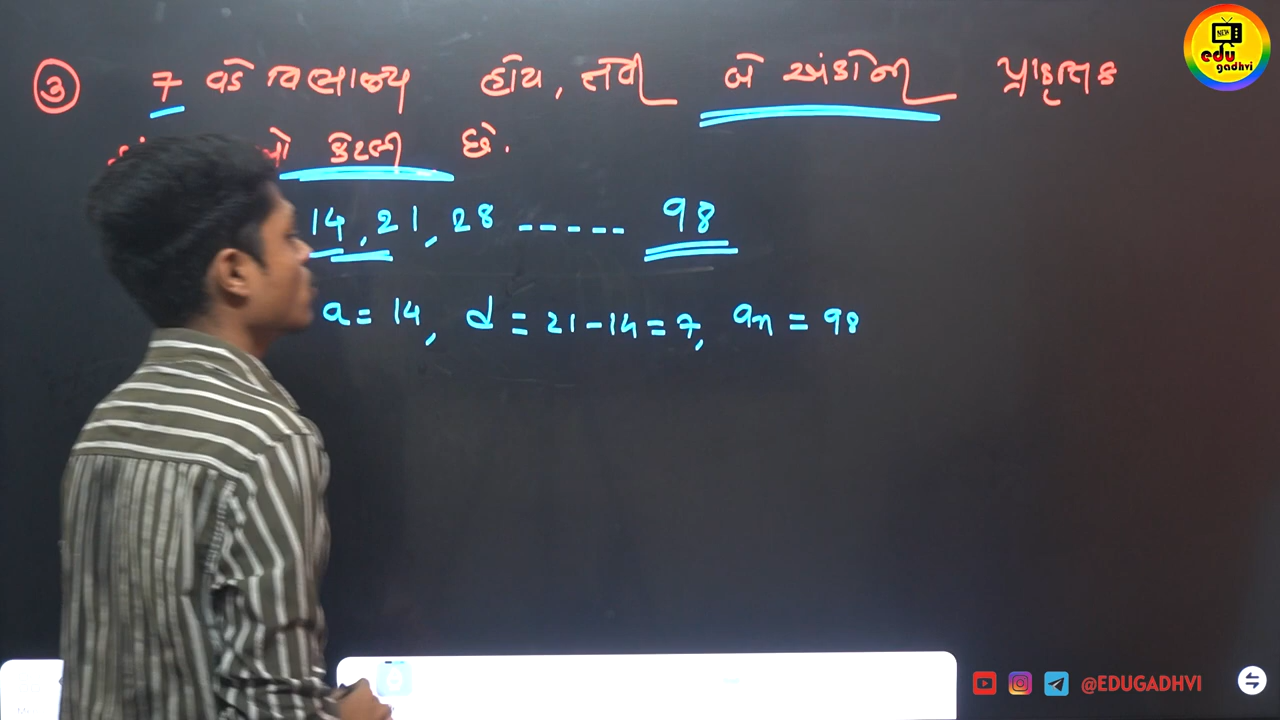 ③ 7 વડે વિભાજ્ય હોય, તેવી બે અંકોની પ્રાકૃતિક
કેટલી છે.
14, 21, 28 ----- 98
a = 14, d = 21-14=7, an = 98
NEW
edu
gadhvi
@EDUGADHVI